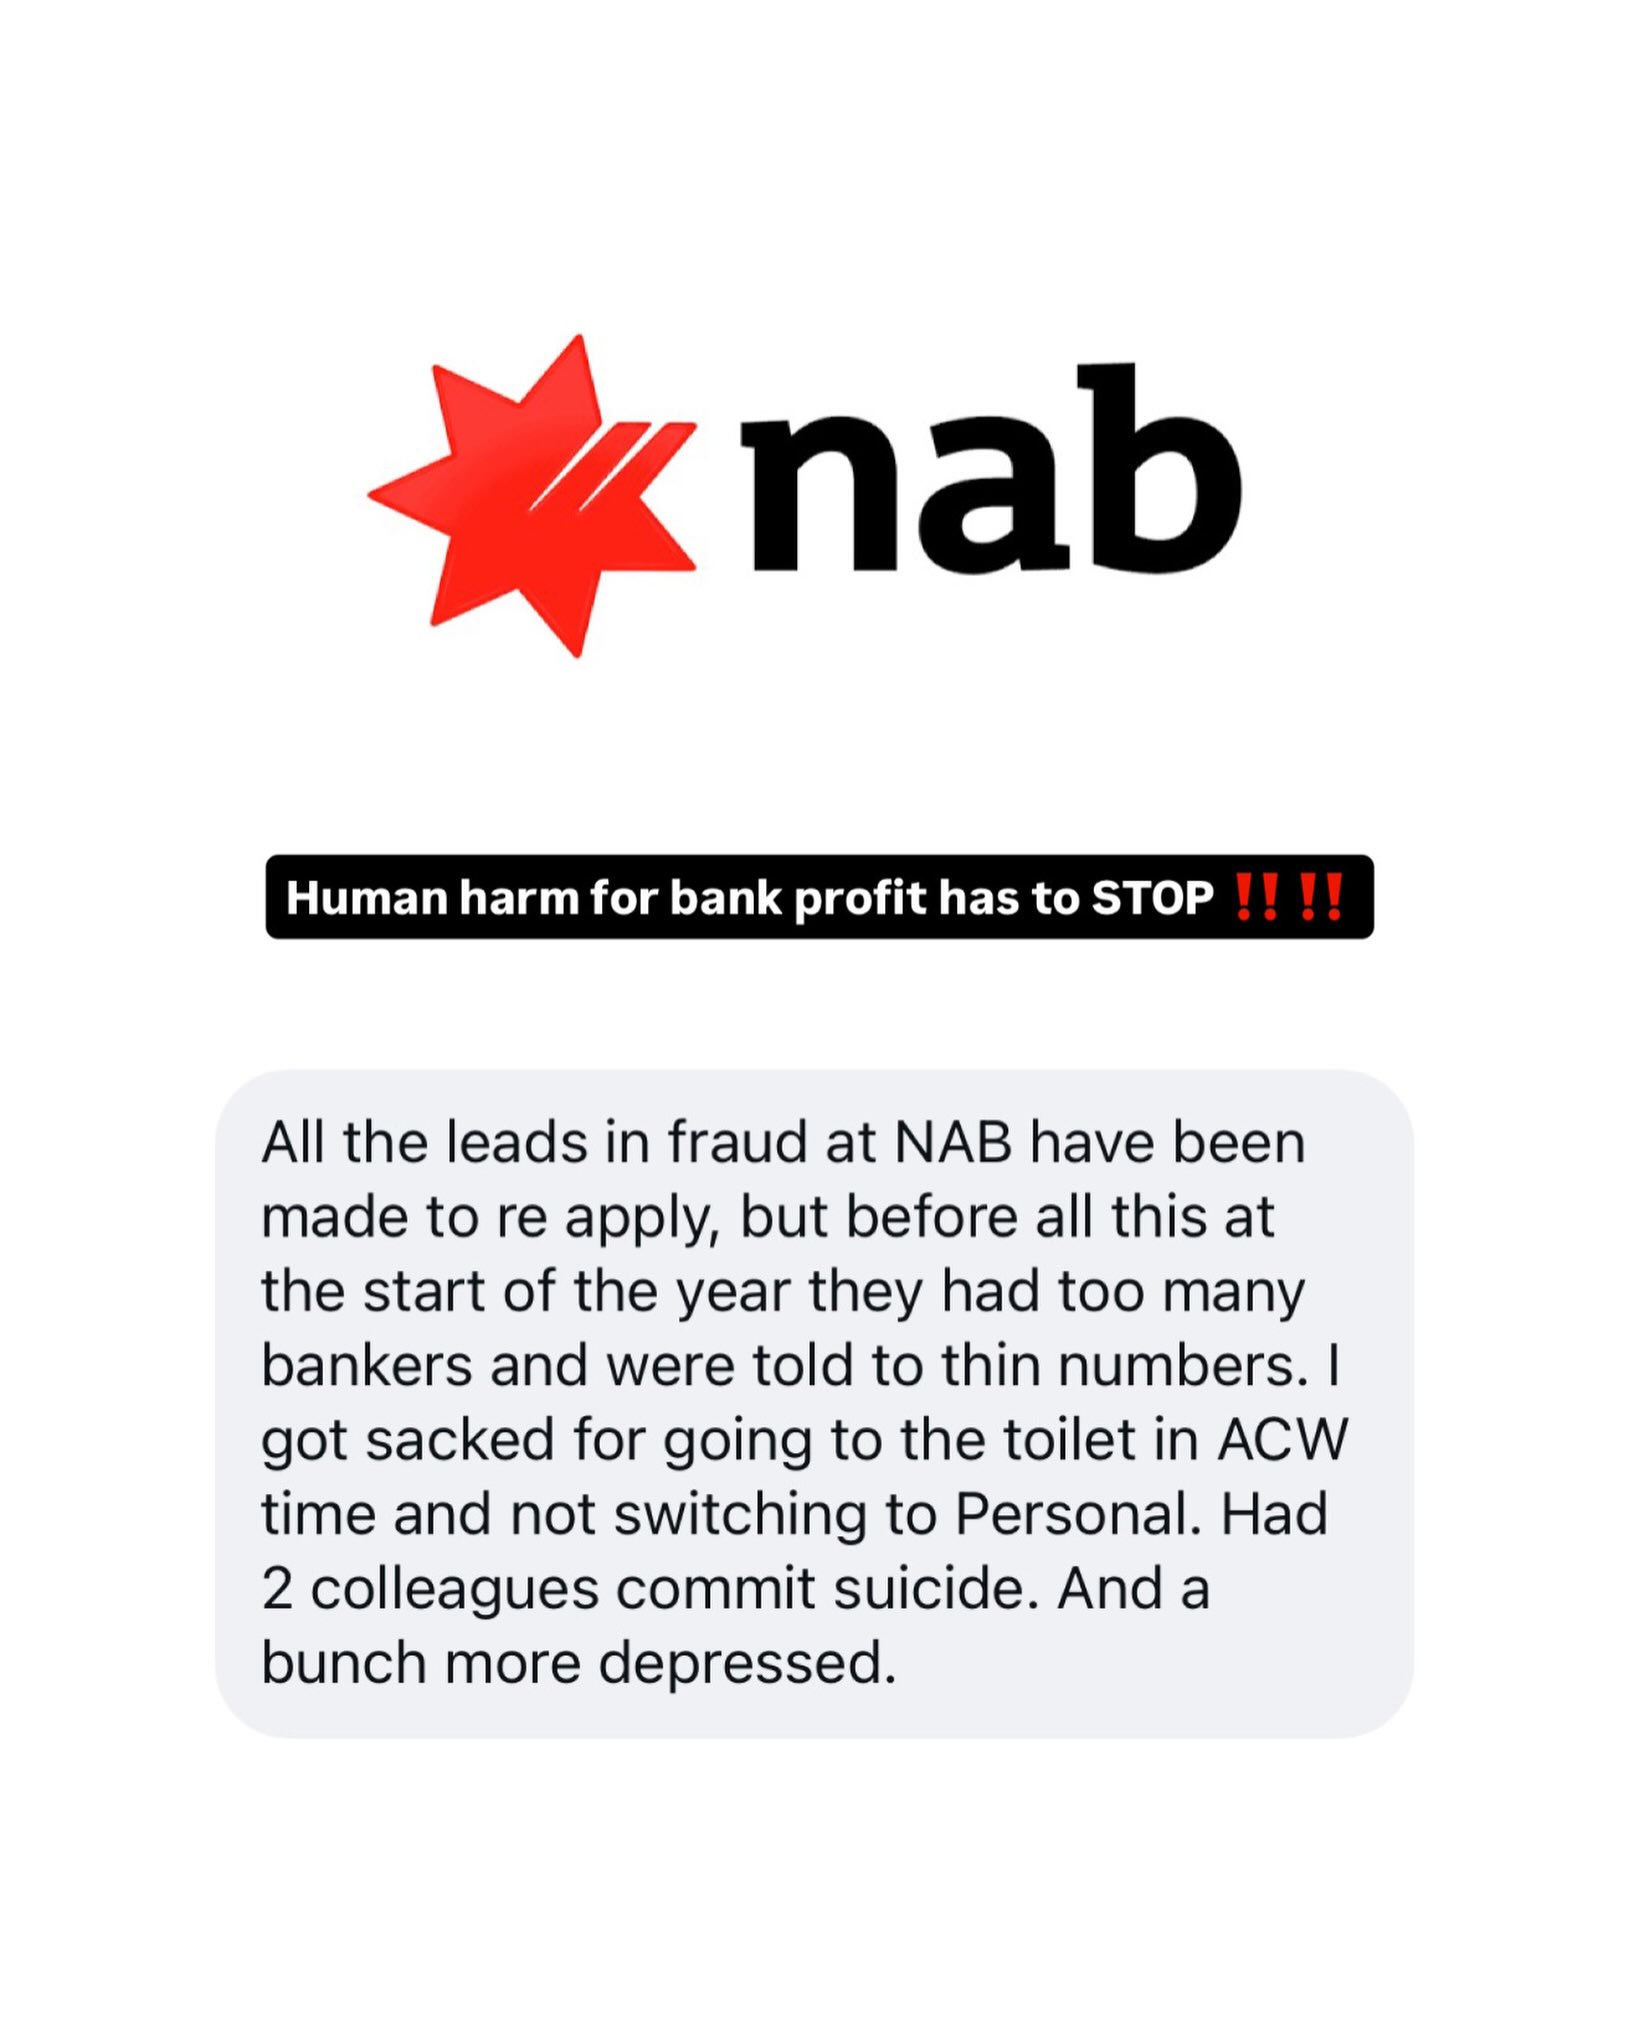 nab
Human harm for bank profit has to STOP ‼️ ‼️
All the leads in fraud at NAB have been
made to re apply, but before all this at
the start of the year they had too many
bankers and were told to thin numbers. I
got sacked for going to the toilet in ACW
time and not switching to Personal. Had
2 colleagues commit suicide. And a
bunch more depressed.